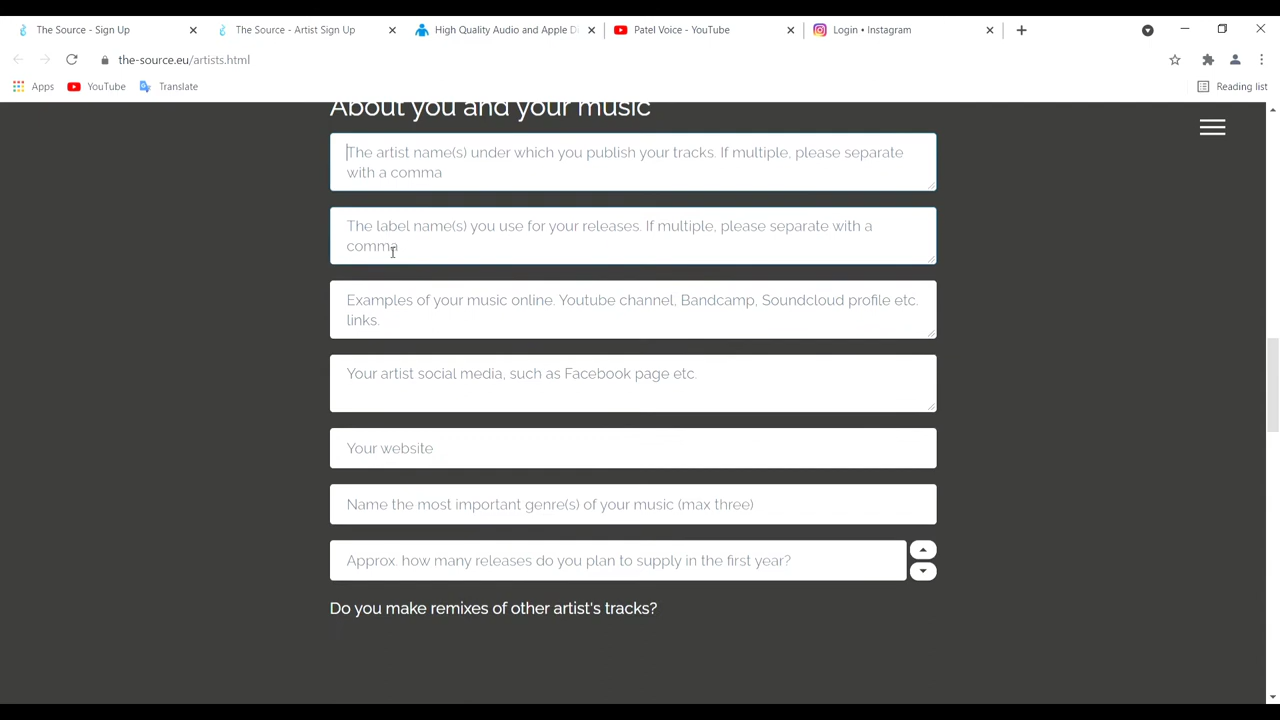 The Source - Sign Up
The Source - Artist Sign Up
High Quality Audio and Apple Di
Patel Voice - YouTube
Login • Instagram
the-source.eu/artists.html
Apps
YouTube
Translate
Reading list
About you and your music
The artist name(s) under which you publish your tracks. If multiple, please separate
with a comma
The label name(s) you use for your releases. If multiple, please separate with a
comma
Examples of your music online. Youtube channel, Bandcamp, Soundcloud profile etc.
links.
Your artist social media, such as Facebook page etc.
Your website
Name the most important genre(s) of your music (max three)
Approx. how many releases do you plan to supply in the first year?
Do you make remixes of other artist's tracks?